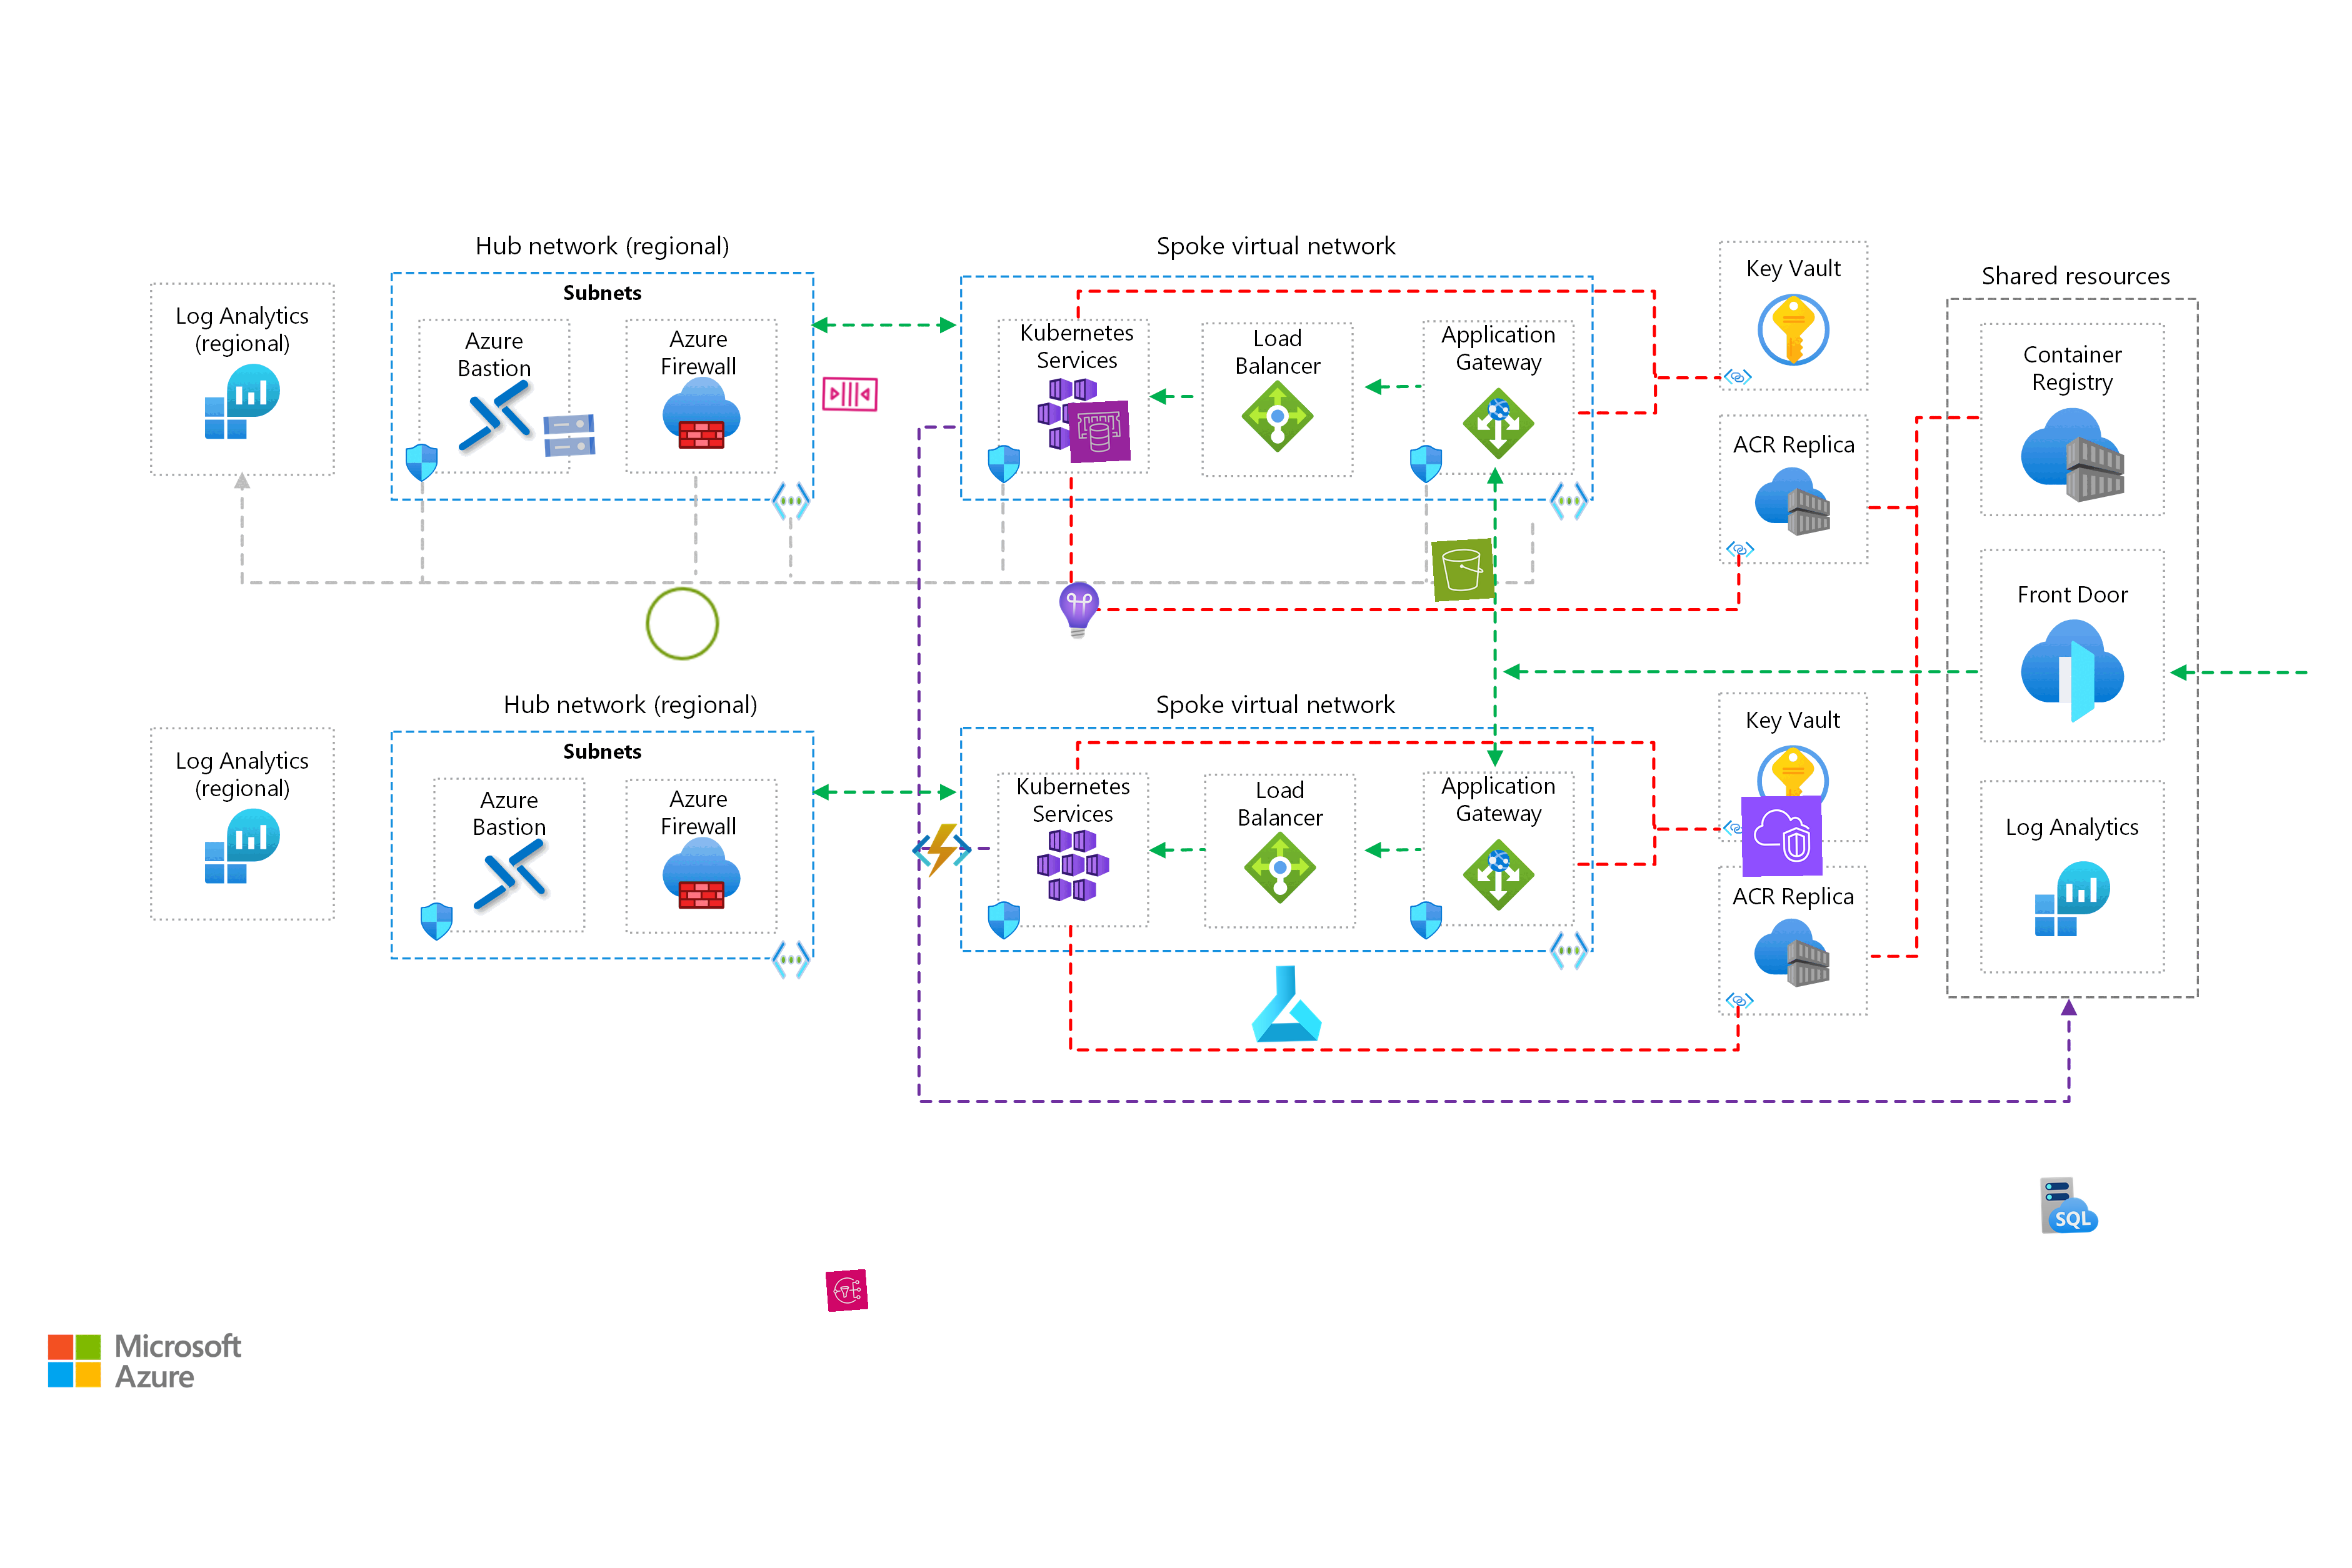 Hub network (regional)
Spoke virtual network
Shared resources
Log Analytics
(regional)
Subnets
Azure
Bastion
Azure
Firewall
Kubernetes
Services
Load
Balancer
Application
Gateway
Key Vault
ACR Replica
Container
Registry
Front Door
Hub network (regional)
Spoke virtual network
Log Analytics
(regional)
Subnets
Azure
Bastion
Azure
Firewall
Kubernetes
Services
Load
Balancer
Application
Gateway
Key Vault
ACR Replica
Log Analytics
SQL
Microsoft
Azure